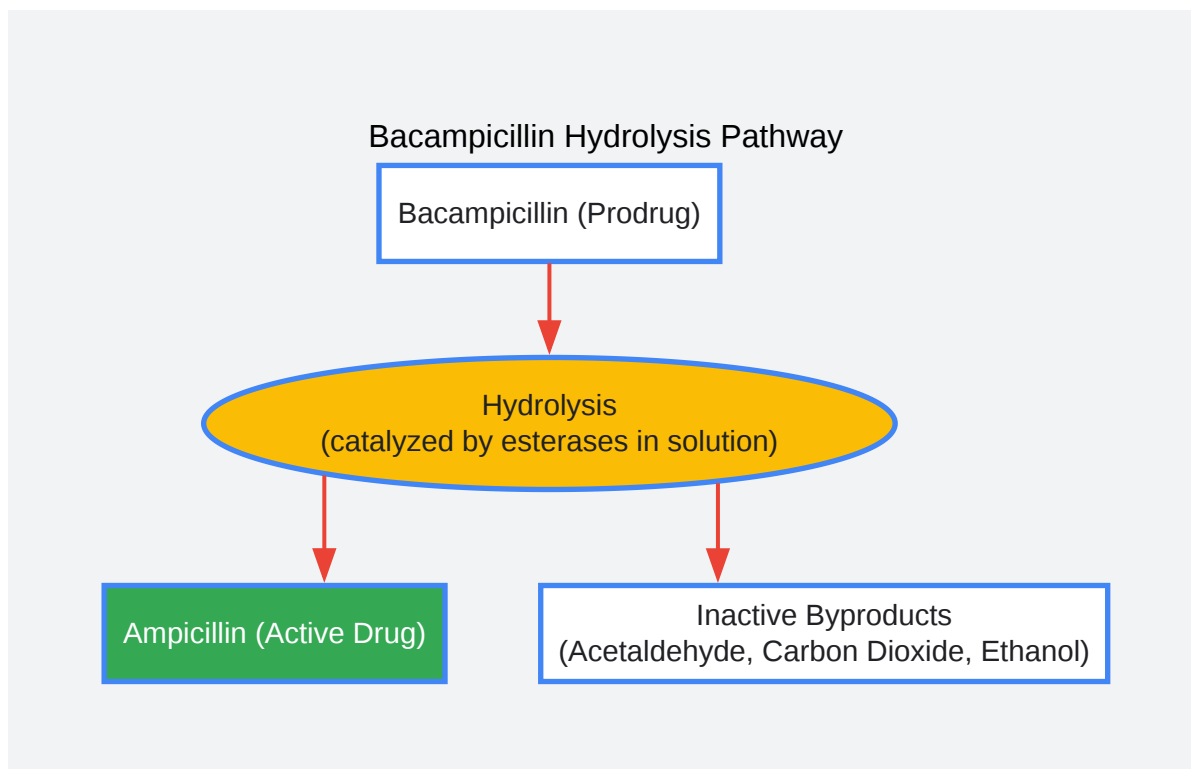 Bacampicillin Hydrolysis Pathway
Bacampicillin (Prodrug)
Hydrolysis
(catalyzed by esterases in solution)
Ampicillin (Active Drug)
Inactive Byproducts
(Acetaldehyde, Carbon Dioxide, Ethanol)